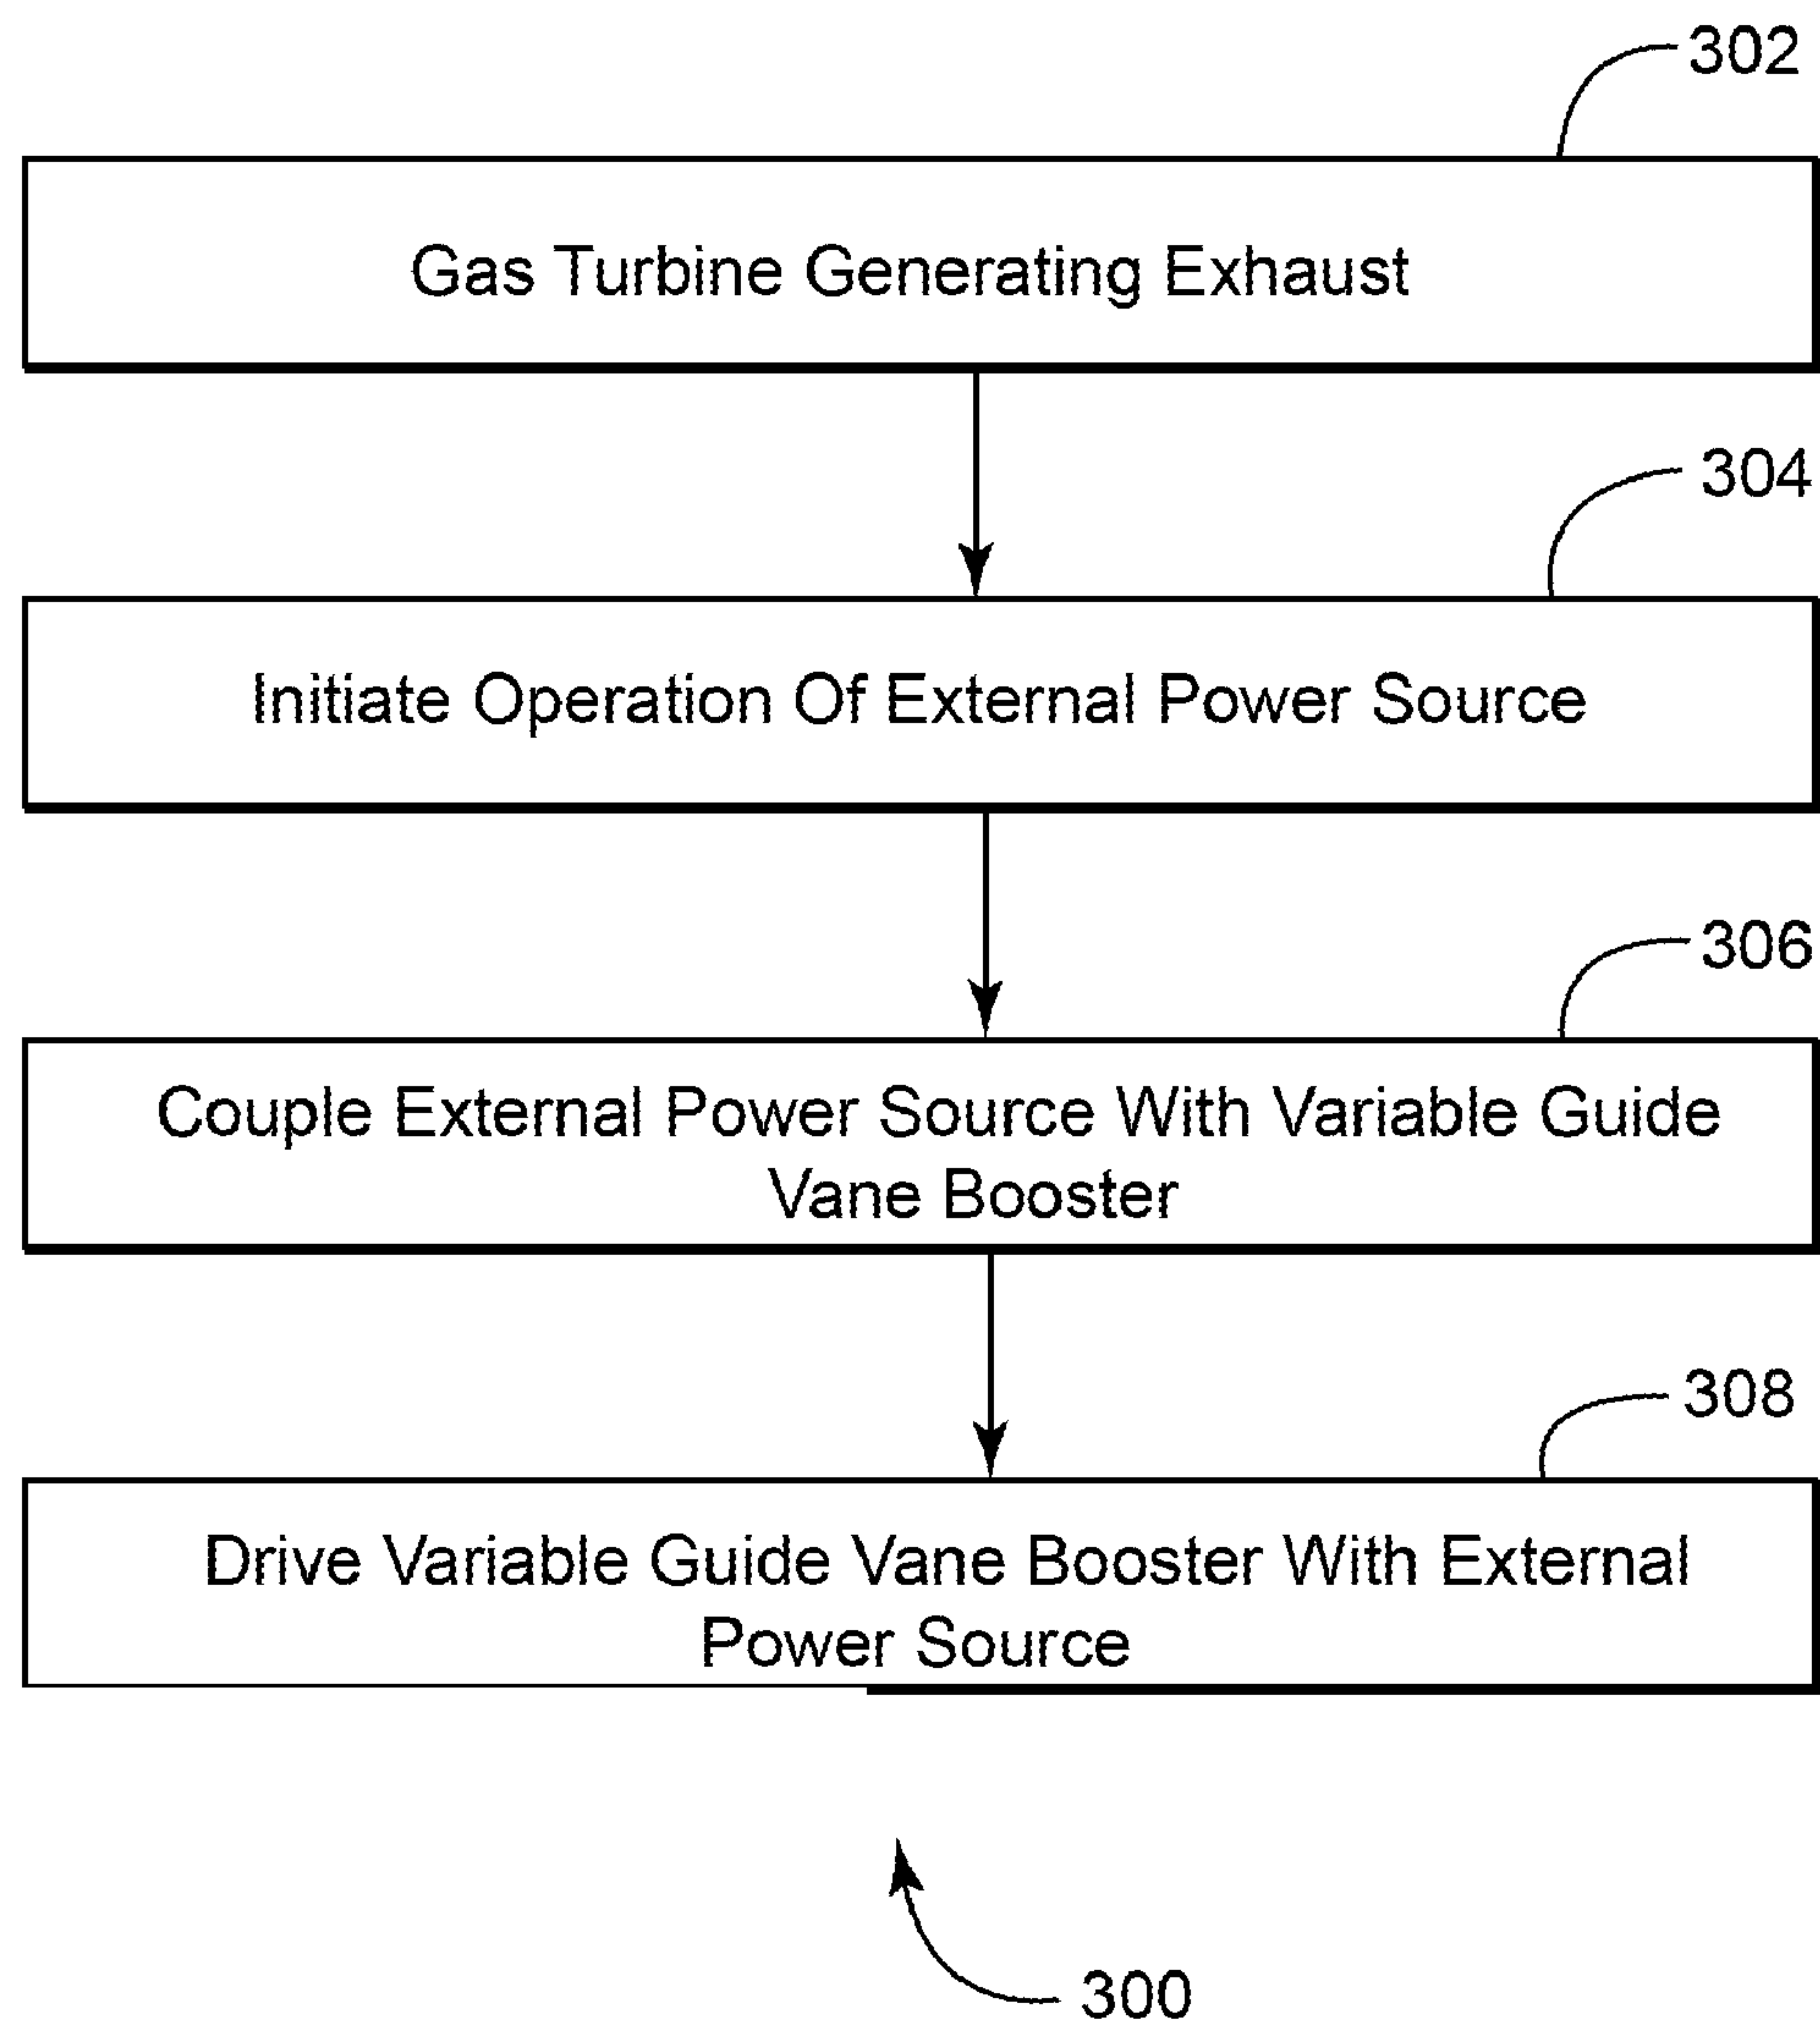 302
Gas Turbine Generating Exhaust
304
Initiate Operation Of External Power Source
306
Couple External Power Source With Variable Guide
Vane Booster
308
Drive Variable Guide Vane Booster With External
Power Source
300